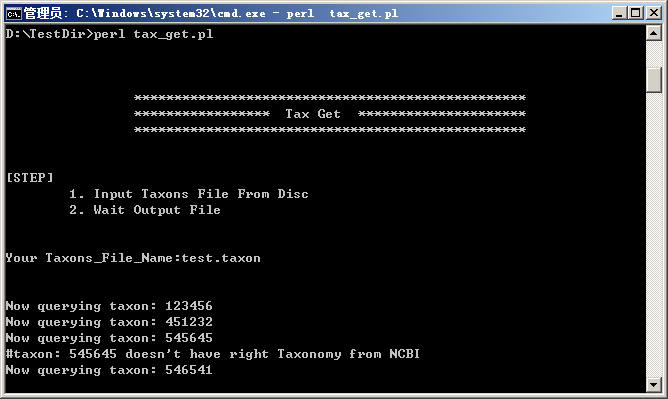 管理员: C:\Windows\system32\cmd.exe - perl  tax_get.pl
D:\TestDir>perl tax_get.pl
*************************************************
*****************  Tax Get  *********************
*************************************************
[STEP]
1. Input Taxons File From Disc
2. Wait Output File
Your Taxons_File_Name:test.taxon
Now querying taxon: 123456
Now querying taxon: 451232
Now querying taxon: 545645
#taxon: 545645 doesn't have right Taxonomy from NCBI
Now querying taxon: 546541